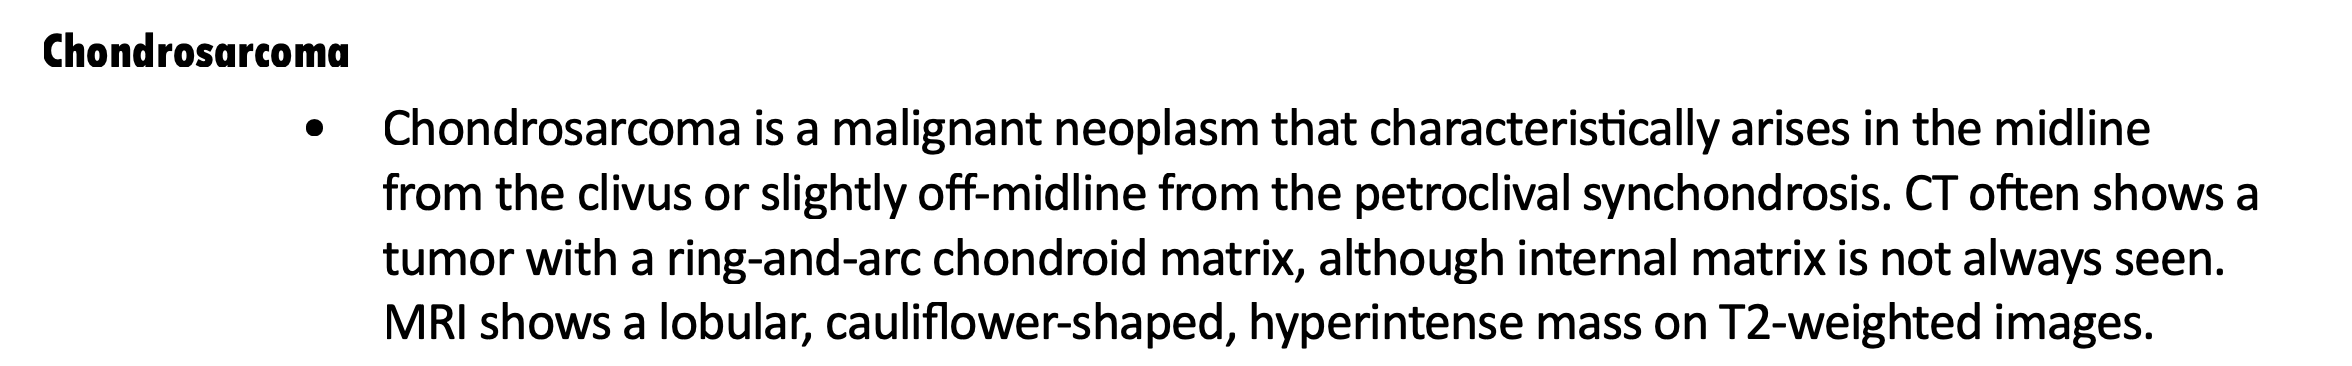 Chondrosarcoma
• Chondrosarcoma is a malignant neoplasm that characteristically arises in the midline
from the clivus or slightly off-midline from the petroclival synchondrosis. CT often shows a
tumor with a ring-and-arc chondroid matrix, although internal matrix is not always seen.
MRI shows a lobular, cauliflower-shaped, hyperintense mass on T2-weighted images.